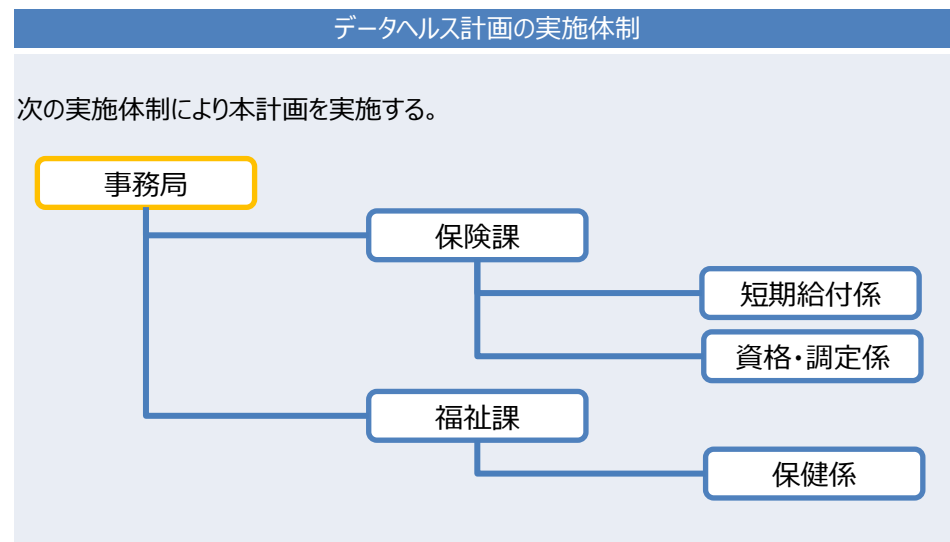 データヘルス計画の実施体制
次の実施体制により本計画を実施する。
事務局
保険課
短期給付係
資格・調定係
福祉課
保健係